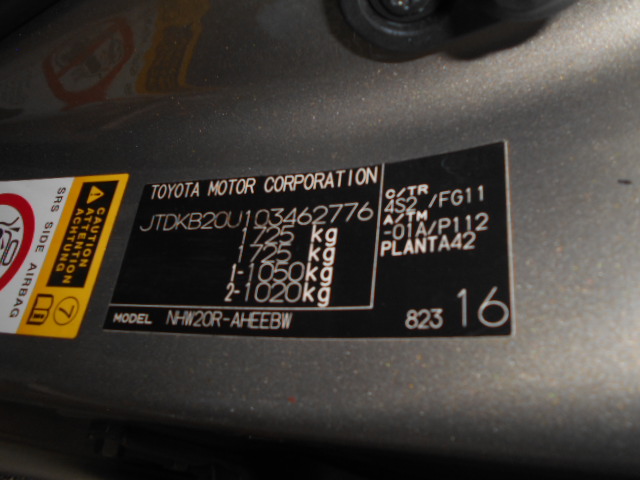 SRS SIDE AIRBAG
CAUTION
ATTENTION
ACHTUNG
7
TOYOTA MOTOR CORPORATION
JTDKB20U103462776
1725 kg
1725 kg
1-1050kg
2-1020kg
MODEL NHW20R-AHEEBW
C/TR
4S2 /FG11
A/TM
-01A/P112
PLANTA42
823 16